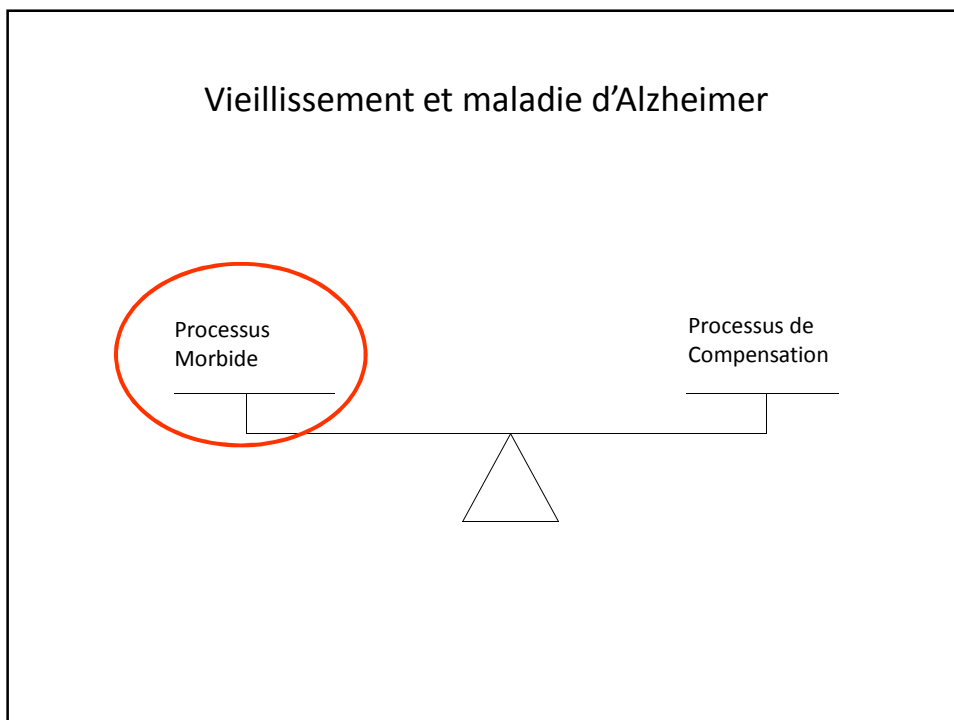 Vieillissement et maladie d’Alzheimer
Processus
Morbide
Processus de
Compensation